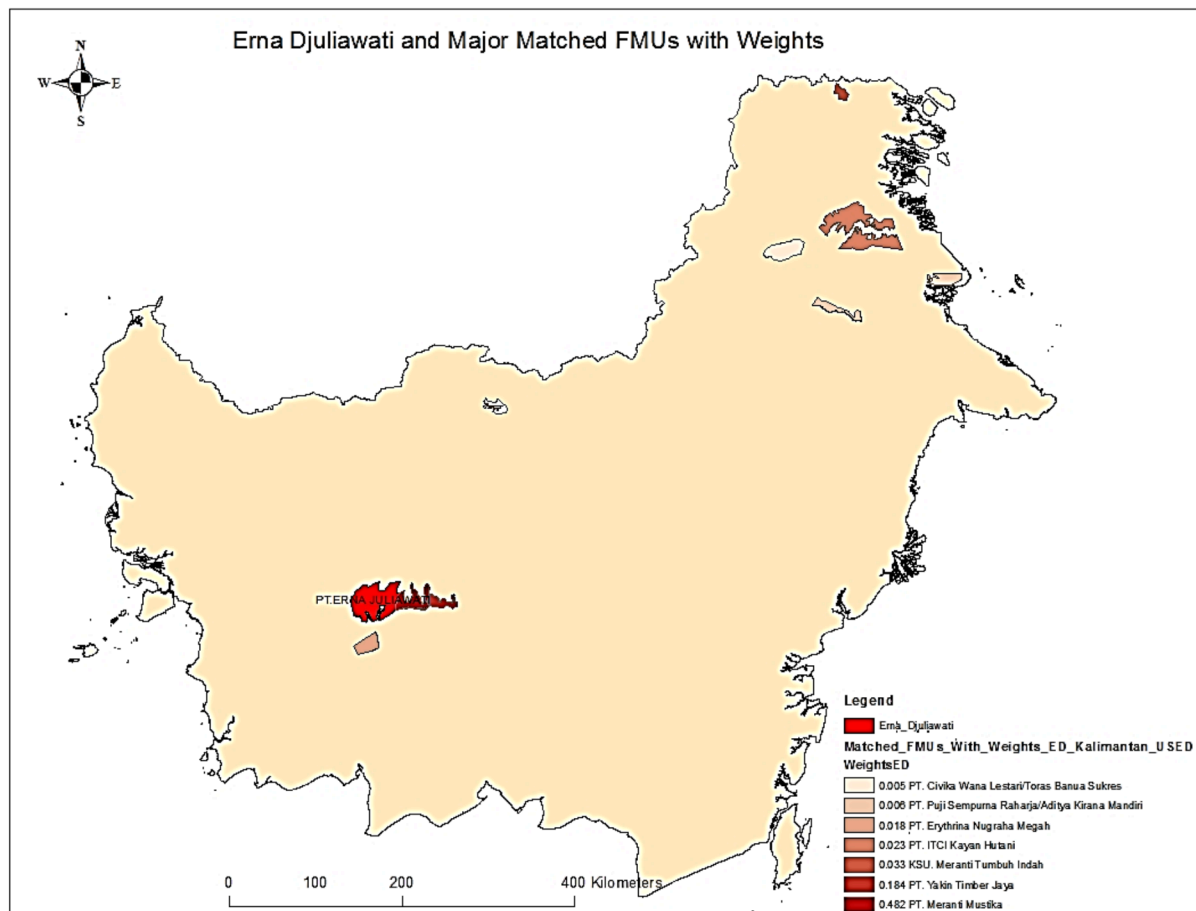 Erna Djuliawati and Major Matched FMUs with Weights
N
W E
S
PT.ERNA JULIAWATI
Legend
Erna_Djuliawati
Matched_FMUs_With_Weights_ED_Kalimantan_USED
WeightsED
0.005 PT. Civika Wana Lestari/Toras Banua Sukres
0.006 PT. Puji Sempurna Raharja/Aditya Kirana Mandiri
0.018 PT. Erythrina Nugraha Megah
0.023 PT. ITCI Kayan Hutani
0.033 KSU. Meranti Tumbuh Indah
0.184 PT. Yakin Timber Jaya
0.482 PT. Meranti Mustika
0 100 200 400 Kilometers